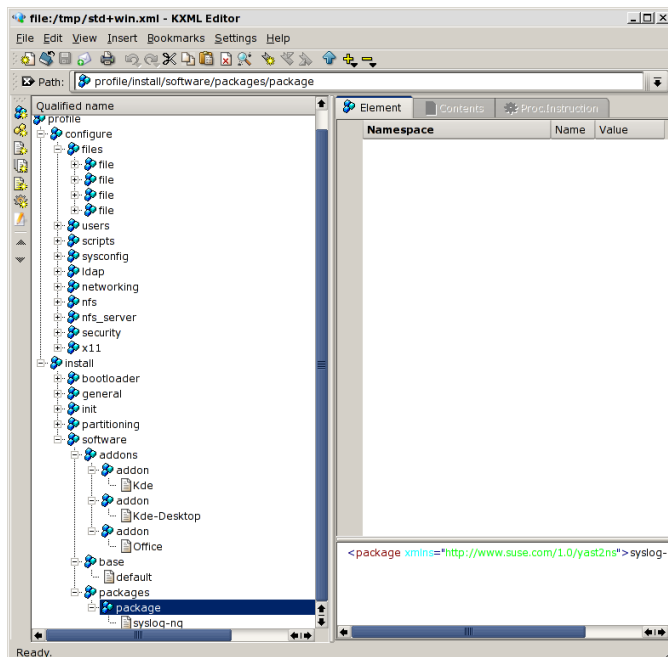 file:/tmp/std+win.xml - KXML Editor
File Edit View Insert Bookmarks Settings Help
Path: profile/install/software/packages/package
Qualified name
profile
configure
files
file
file
file
file
users
scripts
sysconfig
ldap
networking
nfs
nfs_server
security
x11
install
bootloader
general
init
partitioning
software
addons
addon
Kde
addon
Kde-Desktop
addon
Office
base
default
packages
package
syslog-ng
Element Contents Proc.Instruction
Namespace Name Value
<package xmlns="http://www.suse.com/1.0/yast2ns">syslog-
Ready.